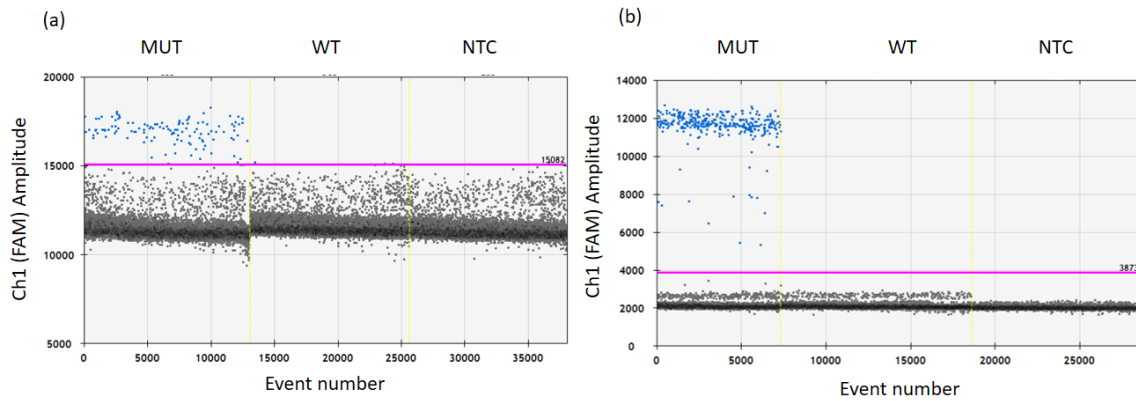 (a)
MUT WT NTC
20000
15000
10000
5000
15082
0 5000 10000 15000 20000 25000 30000 35000
Ch1 (FAM) Amplitude
Event number
(b)
MUT WT NTC
14000
12000
10000
8000
6000
4000
2000
0
0 5000 10000 15000 20000 25000
Ch1 (FAM) Amplitude
Event number